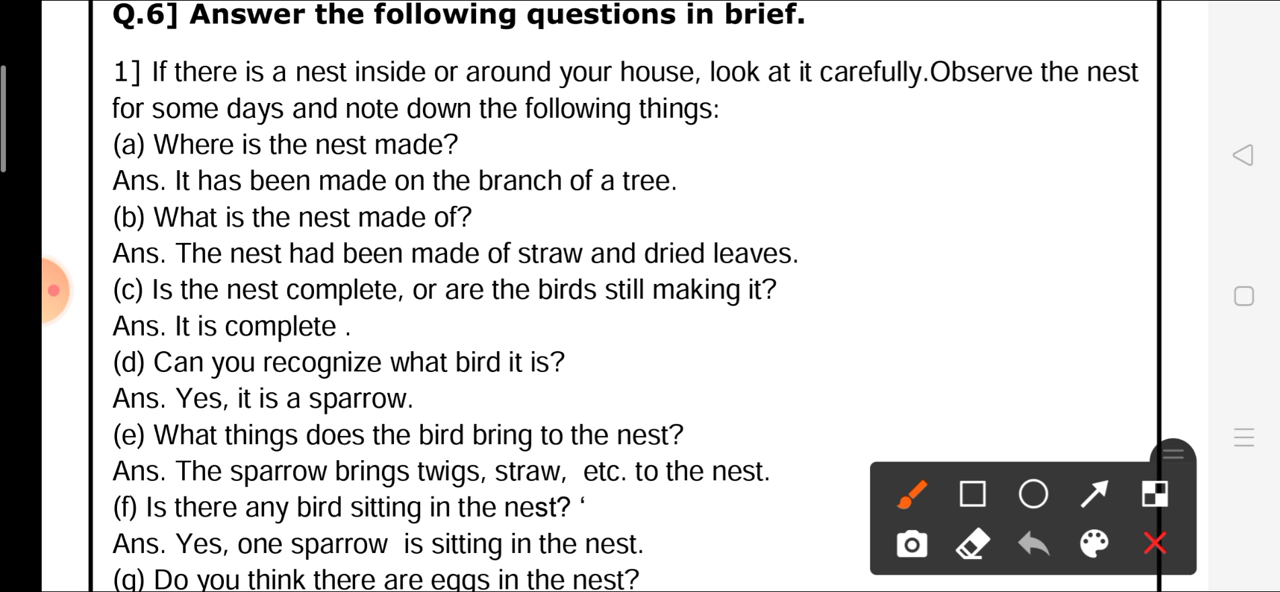 Q.6] Answer the following questions in brief.
1] If there is a nest inside or around your house, look at it carefully.Observe the nest
for some days and note down the following things:
(a) Where is the nest made?
Ans. It has been made on the branch of a tree.
(b) What is the nest made of?
Ans. The nest had been made of straw and dried leaves.
(c) Is the nest complete, or are the birds still making it?
Ans. It is complete .
(d) Can you recognize what bird it is?
Ans. Yes, it is a sparrow.
(e) What things does the bird bring to the nest?
Ans. The sparrow brings twigs, straw,  etc. to the nest.
(f) Is there any bird sitting in the nest? ‘
Ans. Yes, one sparrow  is sitting in the nest.
(g) Do you think there are eggs in the nest?